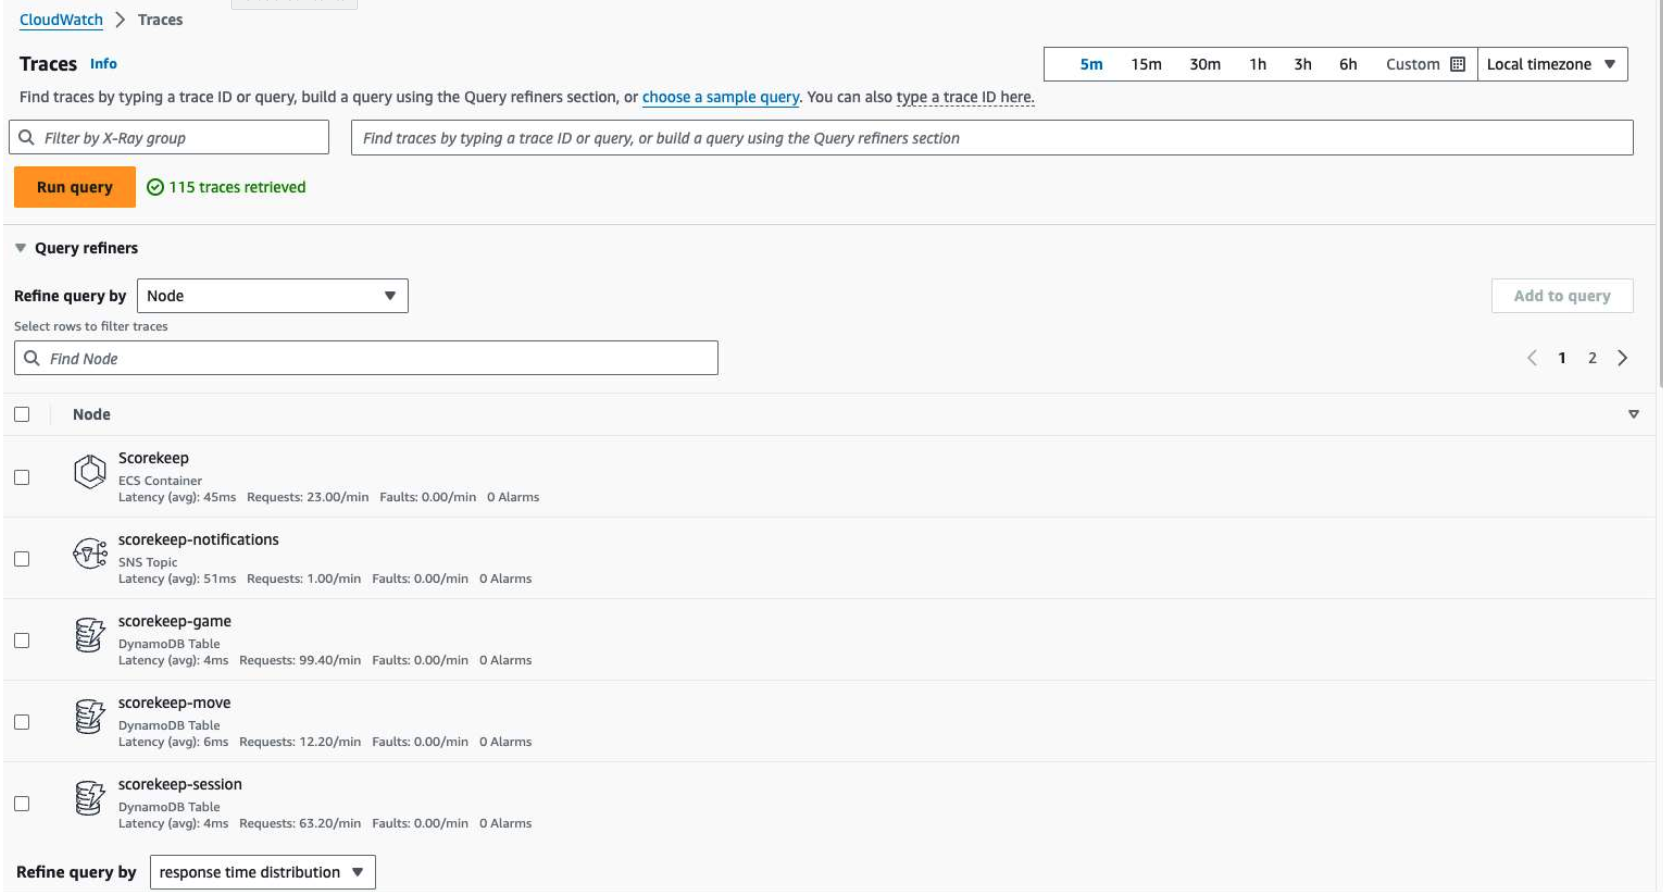 CloudWatch > Traces
Traces Info
5m 15m 30m 1h 3h 6h Custom Local timezone
Find traces by typing a trace ID or query, build a query using the Query refiners section, or choose a sample query. You can also type a trace ID here.
Filter by X-Ray group
Find traces by typing a trace ID or query, or build a query using the Query refiners section
Run query 115 traces retrieved
Query refiners
Refine query by Node Add to query
Select rows to filter traces
Find Node 1 2
Node
Scorekeep
ECS Container
Latency (avg): 45ms Requests: 23.00/min Faults: 0.00/min 0 Alarms
scorekeep-notifications
SNS Topic
Latency (avg): 51ms Requests: 1.00/min Faults: 0.00/min 0 Alarms
scorekeep-game
DynamoDB Table
Latency (avg): 4ms Requests: 99.40/min Faults: 0.00/min 0 Alarms
scorekeep-move
DynamoDB Table
Latency (avg): 6ms Requests: 12.20/min Faults: 0.00/min 0 Alarms
scorekeep-session
DynamoDB Table
Latency (avg): 4ms Requests: 63.20/min Faults: 0.00/min 0 Alarms
Refine query by response time distribution